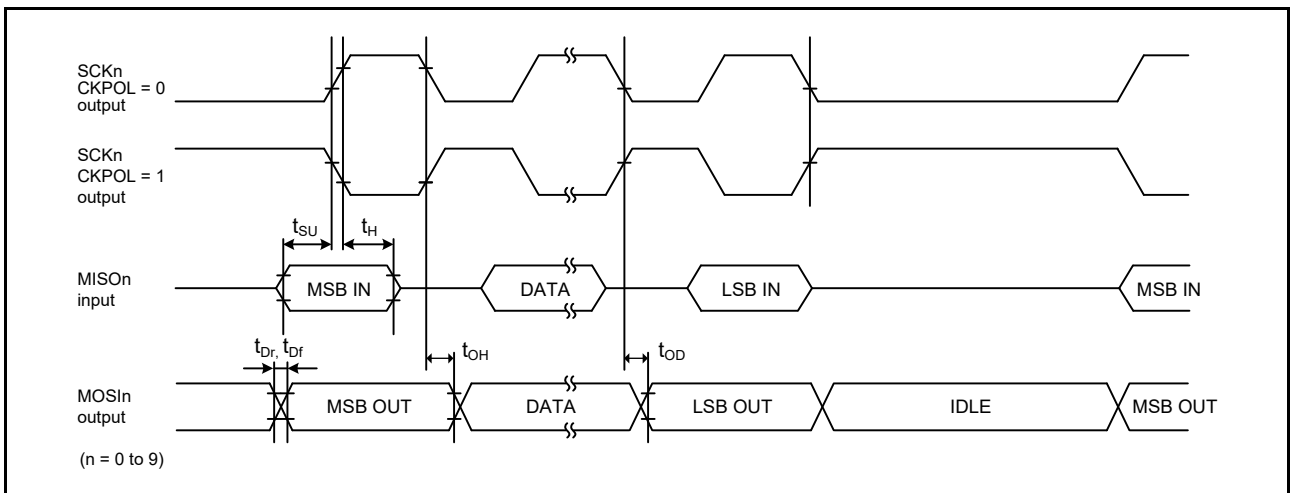 SCKn
CKPOL = 0
output
SCKn
CKPOL = 1
output
tSU
tH
MISOn
input
MSB IN
DATA
LSB IN
MSB IN
tDr, tDf
tOH
tOD
MOSIn
output
MSB OUT
DATA
LSB OUT
IDLE
MSB OUT
(n = 0 to 9)